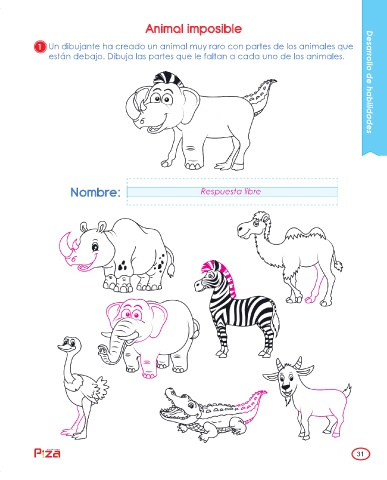 Animal imposible
1 Un dibujante ha creado un animal muy raro con partes de los animales que
están debajo. Dibuja las partes que le faltan a cada uno de los animales.
Desarrollo de habilidades
Nombre: Respuesta libre
Piza
31